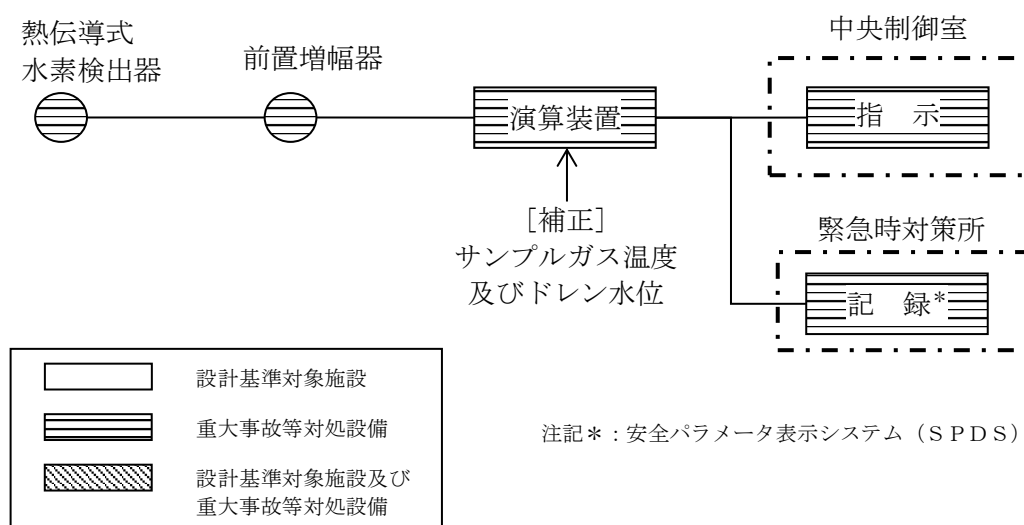 熱伝導式
水素検出器
前置増幅器
演算装置
[補正]
サンプルガス温度
及びドレン水位
中央制御室
指　示
緊急時対策所
記　録*
設計基準対象施設
重大事故等対処設備
設計基準対象施設及び
重大事故等対処設備
注記＊：安全パラメータ表示システム（ＳＰＤＳ）